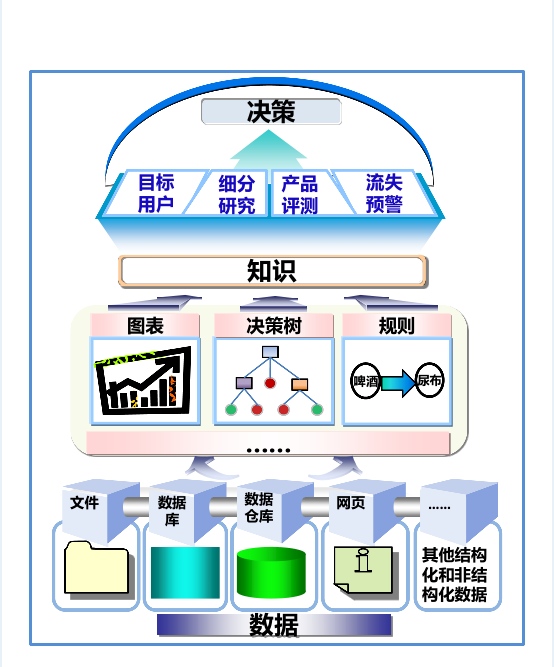 决策
目标
用户
细分
研究
产品
评测
流失
预警
知识
图表
决策树
规则
啤酒
尿布
……
文件
数据
库
数据
仓库
网页
……
i
其他结构
化和非结
构化数据
数据